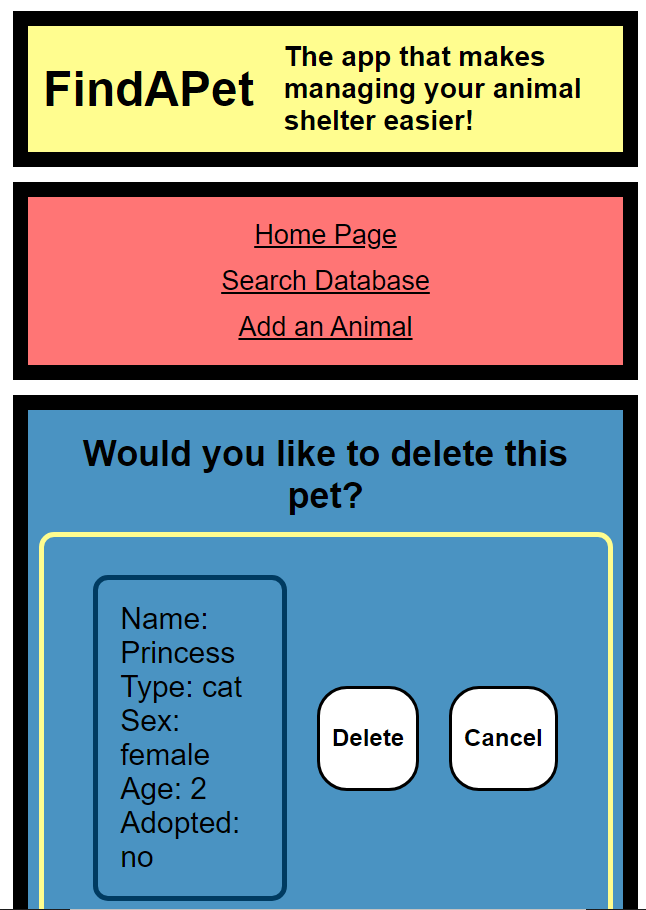 FindAPet
The app that makes
managing your animal
shelter easier!
Home Page
Search Database
Add an Animal
Would you like to delete this
pet?
Name:
Princess
Type: cat
Sex:
female
Age: 2
Adopted:
no
Delete
Cancel